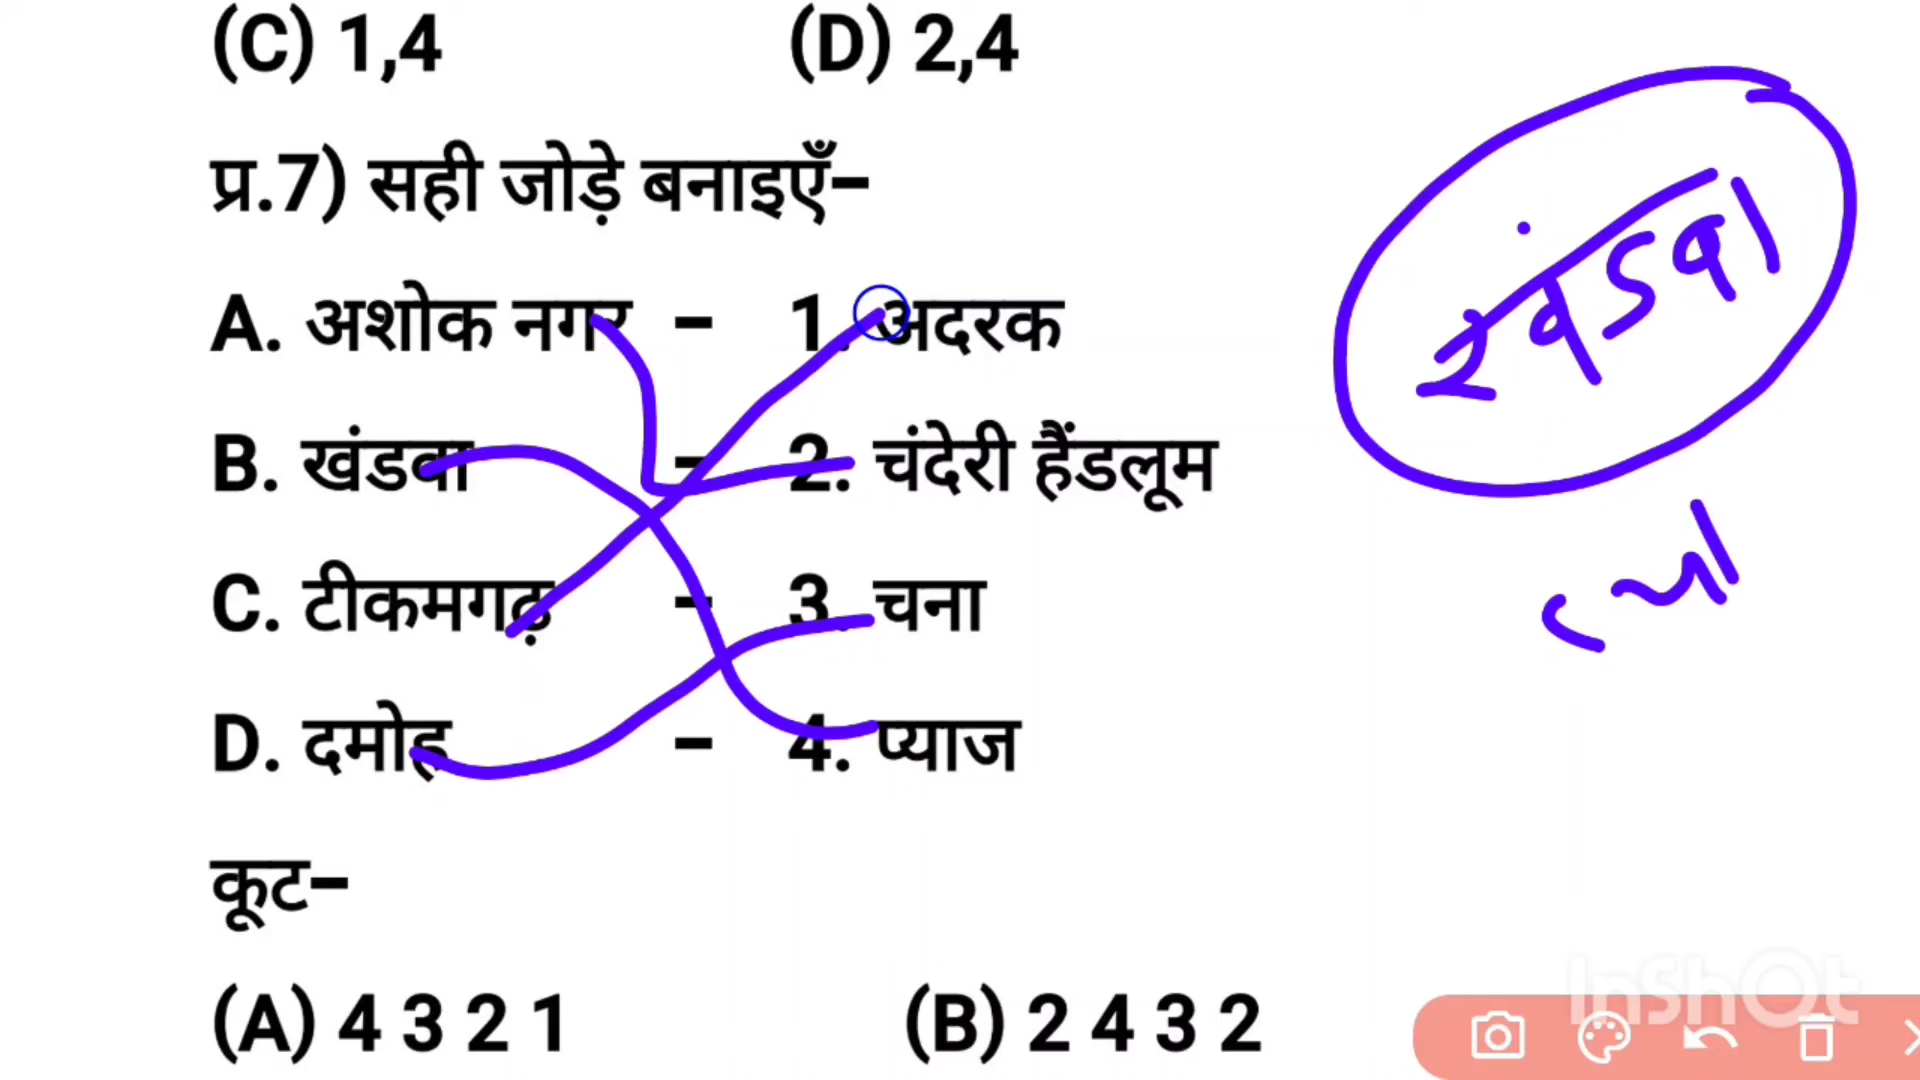 (C) 1,4 (D) 2,4
प्र.7) सही जोड़े बनाइएँ-
A. अशोक नगर - 1. अदरक
B. खंडवा - 2. चंदेरी हैंडलूम
C. टीकमगढ़ - 3. चना
D. दमोह - 4. प्याज
कूट-
(A) 4 3 2 1 (B) 2 4 3 2
खंडवा
InShOt